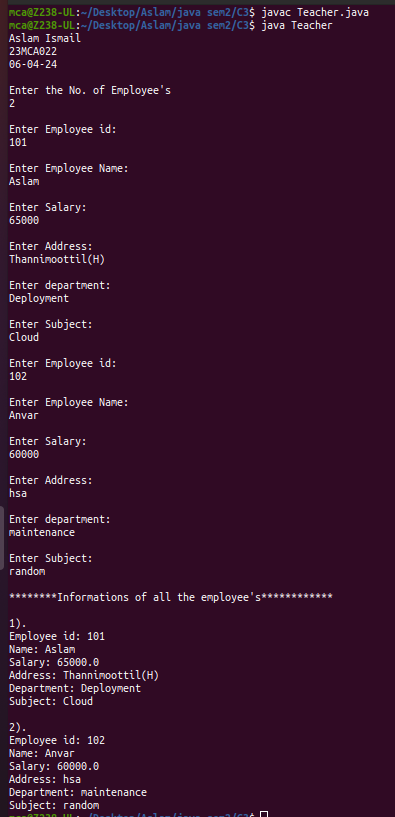 mca@Z238-UL:~/Desktop/Aslam/java sem2/C3$ javac Teacher.java
mca@Z238-UL:~/Desktop/Aslam/java sem2/C3$ java Teacher
Aslam Ismail
23MCA022
06-04-24
Enter the No. of Employee's
2
Enter Employee id:
101
Enter Employee Name:
Aslam
Enter Salary:
65000
Enter Address:
Thannimoottil(H)
Enter department:
Deployment
Enter Subject:
Cloud
Enter Employee id:
102
Enter Employee Name:
Anvar
Enter Salary:
60000
Enter Address:
hsa
Enter department:
maintenance
Enter Subject:
random
********Informations of all the employee's************
1).
Employee id: 101
Name: Aslam
Salary: 65000.0
Address: Thannimoottil(H)
Department: Deployment
Subject: Cloud
2).
Employee id: 102
Name: Anvar
Salary: 60000.0
Address: hsa
Department: maintenance
Subject: random
mca@Z238-UL:~/Desktop/Aslam/java sem2/C3$